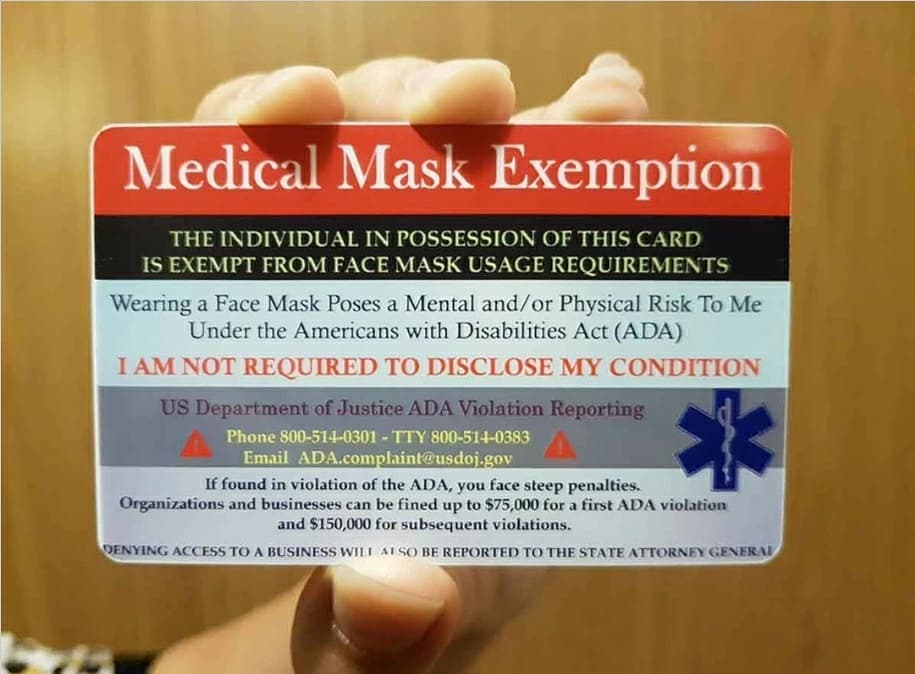 Medical Mask Exemption
THE INDIVIDUAL IN POSSESSION OF THIS CARD
IS EXEMPT FROM FACE MASK USAGE REQUIREMENTS
Wearing a Face Mask Poses a Mental and/or Physical Risk To Me
Under the Americans with Disabilities Act (ADA)
I AM NOT REQUIRED TO DISCLOSE MY CONDITION
US Department of Justice ADA Violation Reporting
Phone 800-514-0301 - TTY 800-514-0383
Email ADA.complaint@usdoj.gov
If found in violation of the ADA, you face steep penalties.
Organizations and businesses can be fined up to $75,000 for a first ADA violation
and $150,000 for subsequent violations.
DENYING ACCESS TO A BUSINESS WILL ALSO BE REPORTED TO THE STATE ATTORNEY GENERAL